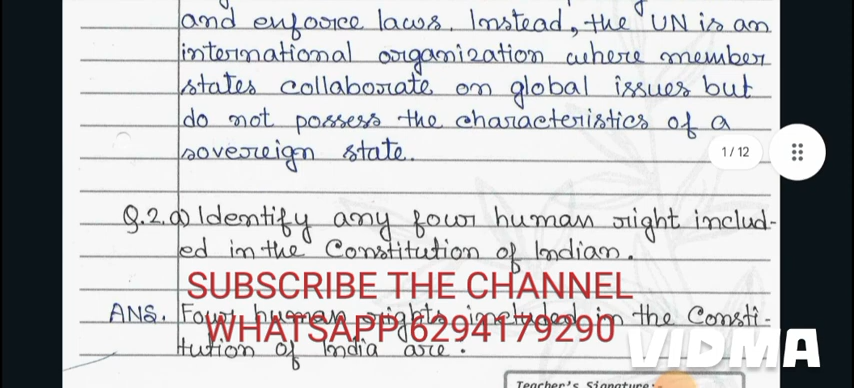 and enforce laws. Instead, the UN is an
international organization where member
states collaborate on global issues but
do not possess the characteristics of a
sovereign state.
1/12
Q.2.a) Identify any four human right includ-
ed in the Constitution of Indian.
SUBSCRIBE THE CHANNEL
ANS. Four human rights included in the Consti-
WHATSAPP 6294179290
tution of India are :
VIDMA
Teacher's Signature: